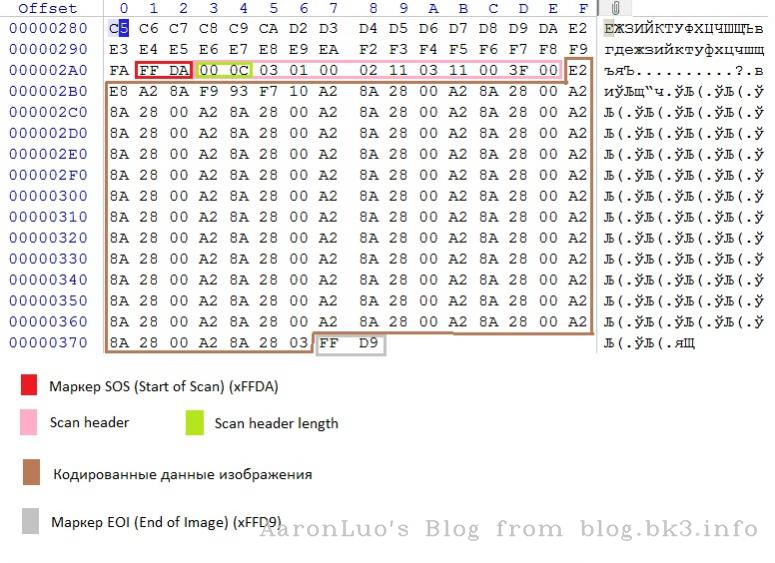 Offset 0 1 2 3 4 5 6 7 8 9 A B C D E F
00000280 C5 C6 C7 C8 C9 CA D2 D3 D4 D5 D6 D7 D8 D9 DA E2 ЕЖЗИЙКТУФХЦЧШЩЪв
00000290 E3 E4 E5 E6 E7 E8 E9 EA F2 F3 F4 F5 F6 F7 F8 F9 гдежзийктуфхцчшщ
000002A0 FA FF DA 00 0C 03 01 00 02 11 03 11 00 3F 00 E2 ъяЪ..........?.в
000002B0 E8 A2 8A F9 93 F7 10 A2 8A 28 00 A2 8A 28 00 A2 иўЉщ“ч.ўЉ(.ўЉ(.ў
000002C0 8A 28 00 A2 8A 28 00 A2 8A 28 00 A2 8A 28 00 A2 Љ(.ўЉ(.ўЉ(.ўЉ(.ў
000002D0 8A 28 00 A2 8A 28 00 A2 8A 28 00 A2 8A 28 00 A2 Љ(.ўЉ(.ўЉ(.ўЉ(.ў
000002E0 8A 28 00 A2 8A 28 00 A2 8A 28 00 A2 8A 28 00 A2 Љ(.ўЉ(.ўЉ(.ўЉ(.ў
000002F0 8A 28 00 A2 8A 28 00 A2 8A 28 00 A2 8A 28 00 A2 Љ(.ўЉ(.ўЉ(.ўЉ(.ў
00000300 8A 28 00 A2 8A 28 00 A2 8A 28 00 A2 8A 28 00 A2 Љ(.ўЉ(.ўЉ(.ўЉ(.ў
00000310 8A 28 00 A2 8A 28 00 A2 8A 28 00 A2 8A 28 00 A2 Љ(.ўЉ(.ўЉ(.ўЉ(.ў
00000320 8A 28 00 A2 8A 28 00 A2 8A 28 00 A2 8A 28 00 A2 Љ(.ўЉ(.ўЉ(.ўЉ(.ў
00000330 8A 28 00 A2 8A 28 00 A2 8A 28 00 A2 8A 28 00 A2 Љ(.ўЉ(.ўЉ(.ўЉ(.ў
00000340 8A 28 00 A2 8A 28 00 A2 8A 28 00 A2 8A 28 00 A2 Љ(.ўЉ(.ўЉ(.ўЉ(.ў
00000350 8A 28 00 A2 8A 28 00 A2 8A 28 00 A2 8A 28 00 A2 Љ(.ўЉ(.ўЉ(.ўЉ(.ў
00000360 8A 28 00 A2 8A 28 00 A2 8A 28 00 A2 8A 28 00 A2 Љ(.ўЉ(.ўЉ(.ўЉ(.ў
00000370 8A 28 00 A2 8A 28 03 FF D9 Љ(.ўЉ(.яЩ
Маркер SOS (Start of Scan) (xFFDA)
Scan header Scan header length
Кодированные данные изображения
Маркер EOI (End of Image) (xFFD9)
AaronLuo's Blog from blog.bk3.info